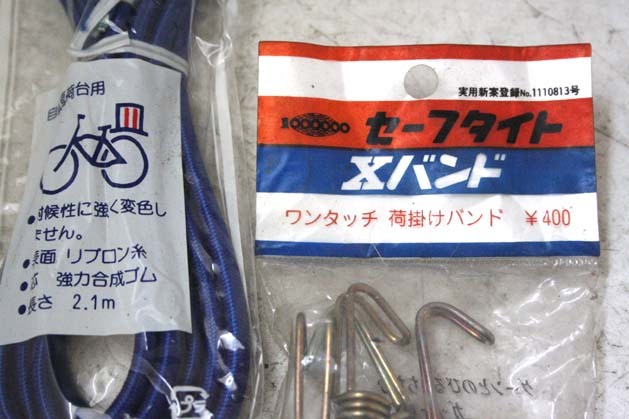 自転車荷台用
耐候性に強く変色し
ません。
表面 リプロン糸
芯 強力合成ゴム
長さ 2.1m
実用新案登録No.1110813号
セーフタイト
Xバンド
ワンタッチ 荷掛けバンド ￥400